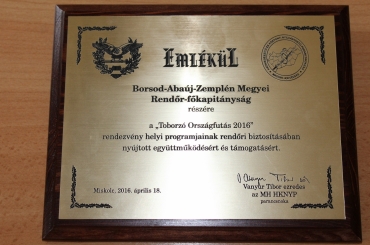 EMLÉKÜL
Borsod-Abaúj-Zemplén Megyei
Rendőr-főkapitányság
részére
a „Toborzó Országfutás 2016”
rendezvény helyi programjainak rendőri biztosításában
nyújtott együttműködésért és támogatásért.
Miskolc, 2016. április 18.
Vanyur Tibor ezredes
az MH HKNYP
parancsnoka